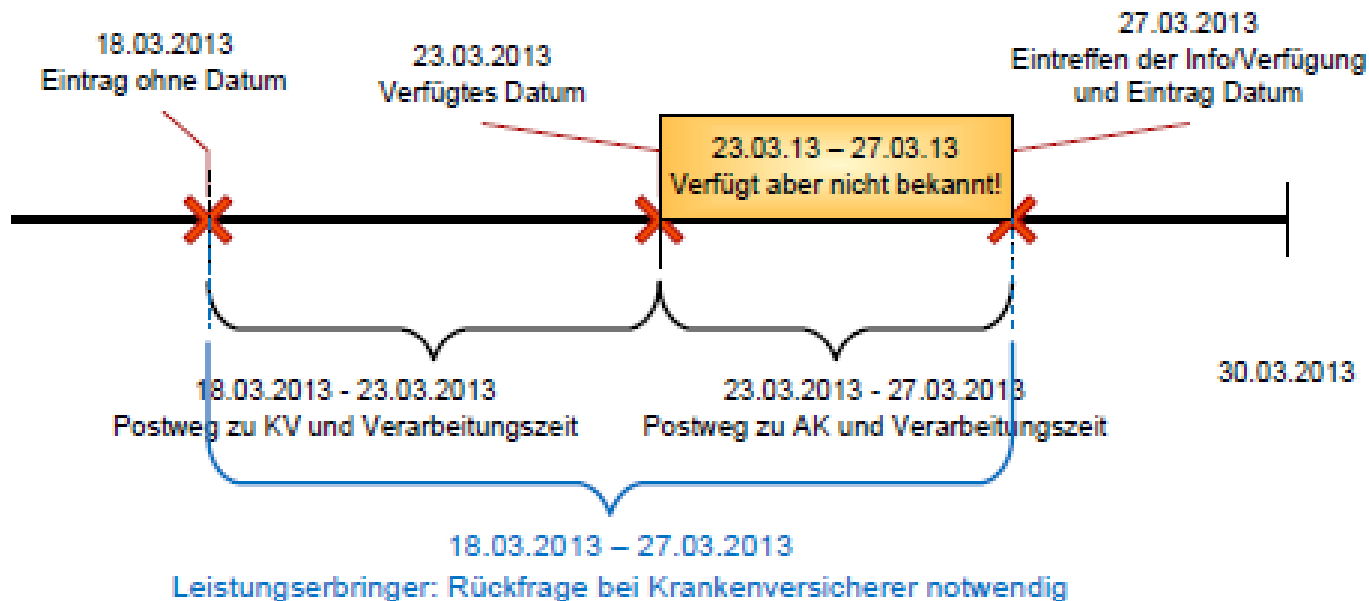 18.03.2013
Eintrag ohne Datum
23.03.2013
Verfügtes Datum
27.03.2013
Eintreffen der Info/Verfügung
und Eintrag Datum
23.03.13 – 27.03.13
Verfügt aber nicht bekannt!
18.03.2013 - 23.03.2013
Postweg zu KV und Verarbeitungszeit
23.03.2013 - 27.03.2013
Postweg zu AK und Verarbeitungszeit
30.03.2013
18.03.2013 – 27.03.2013
Leistungserbringer: Rückfrage bei Krankenversicherer notwendig